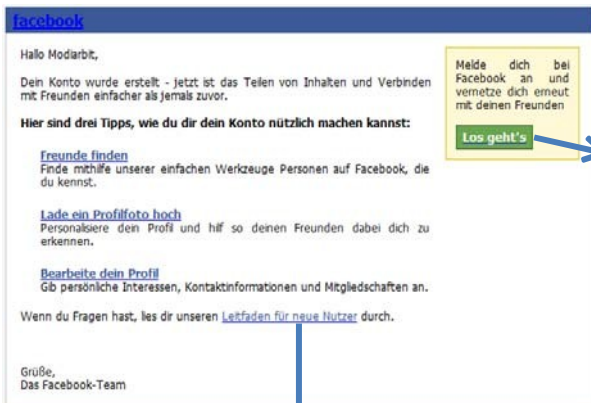 facebook
Hallo Modiarbit,
Dein Konto wurde erstellt - jetzt ist das Teilen von Inhalten und Verbinden
mit Freunden einfacher als jemals zuvor.
Hier sind drei Tipps, wie du dir dein Konto nützlich machen kannst:
Freunde finden
Finde mithilfe unserer einfachen Werkzeuge Personen auf Facebook, die
du kennst.
Lade ein Profilfoto hoch
Personalisiere dein Profil und hilf so deinen Freunden dabei dich zu
erkennen.
Bearbeite dein Profil
Gib persönliche Interessen, Kontaktinformationen und Mitgliedschaften an.
Wenn du Fragen hast, lies dir unseren Leitfaden für neue Nutzer durch.
Grüße,
Das Facebook-Team
Melde dich bei
Facebook an und
vernetze dich erneut
mit deinen Freunden
Los geht's